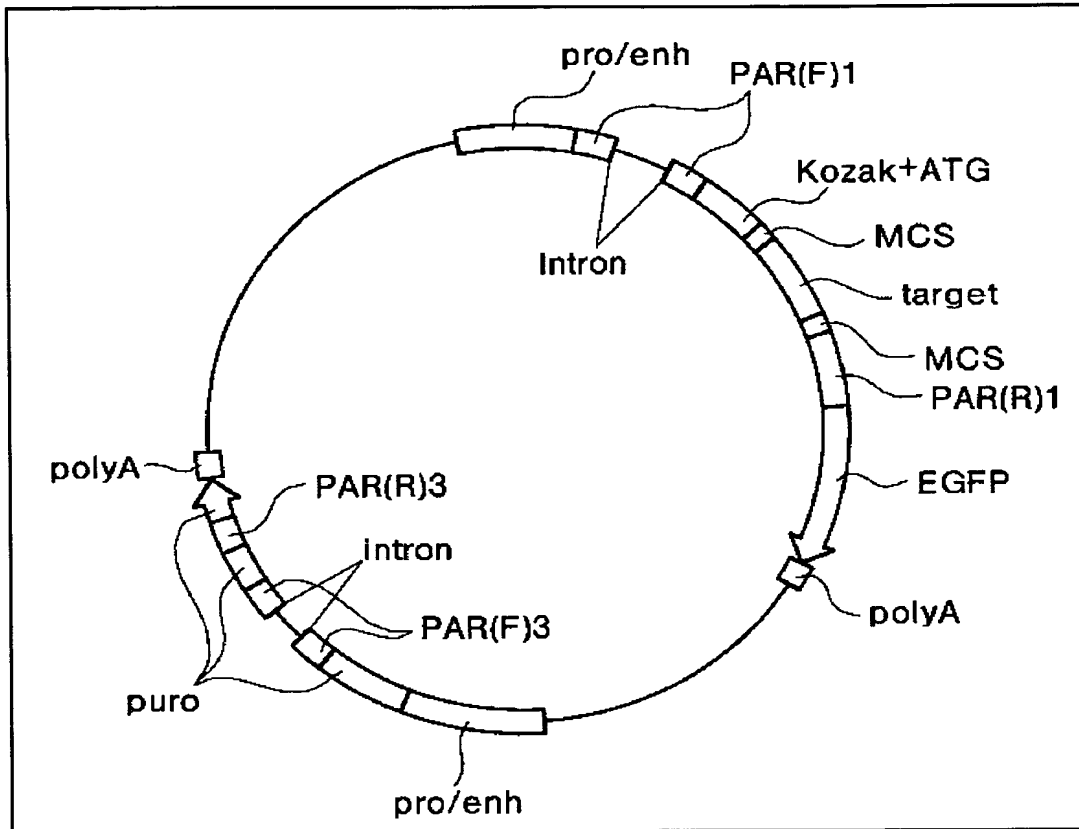 pro/enh
PAR(F)1
Kozak+ATG
Intron
MCS
target
MCS
PAR(R)1
EGFP
polyA
polyA
PAR(R)3
intron
PAR(F)3
puro
pro/enh